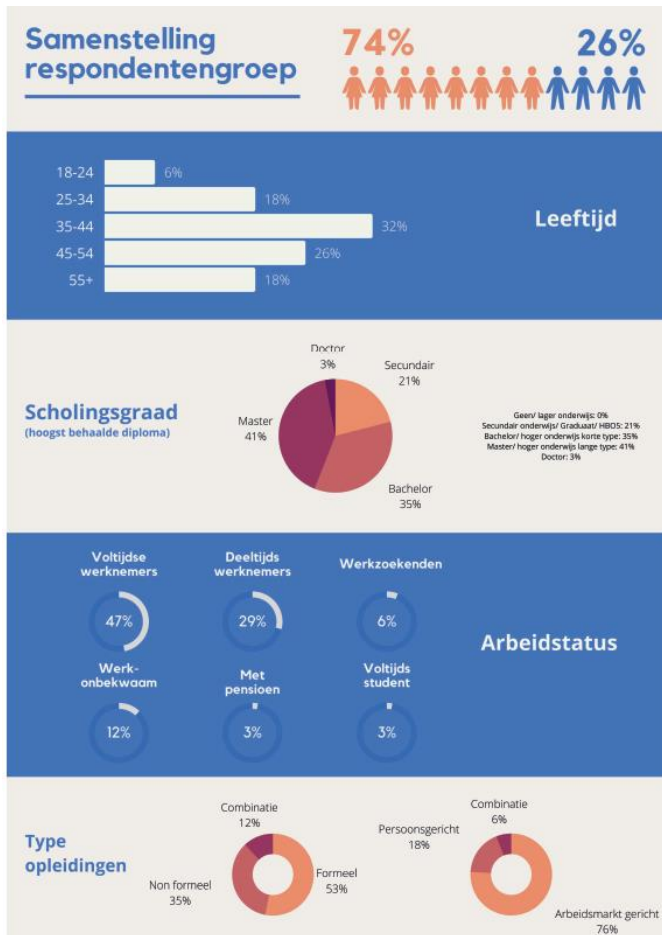 Samenstelling
respondentengroep
74%
26%
18-24
6%
25-34
18%
35-44
32%
45-54
26%
55+
18%
Leeftijd
Scholingsgraad
(hoogst behaalde diploma)
Doctor
3%
Secundair
21%
Master
41%
Bachelor
35%
Geen/ lager onderwijs: 0%
Secundair onderwijs/ Graduaat/ HBO5: 21%
Bachelor/ hoger onderwijs korte type: 35%
Master/ hoger onderwijs lange type: 41%
Doctor: 3%
Voltijdse
werknemers
47%
Deeltijds
werknemers
29%
Werkzoekenden
6%
Arbeidstatus
Werk-
onbekwaam
12%
Met
pensioen
3%
Voltijds
student
3%
Type
opleidingen
Combinatie
12%
Formeel
53%
Non formeel
35%
Combinatie
6%
Persoonsgericht
18%
Arbeidsmarkt gericht
76%